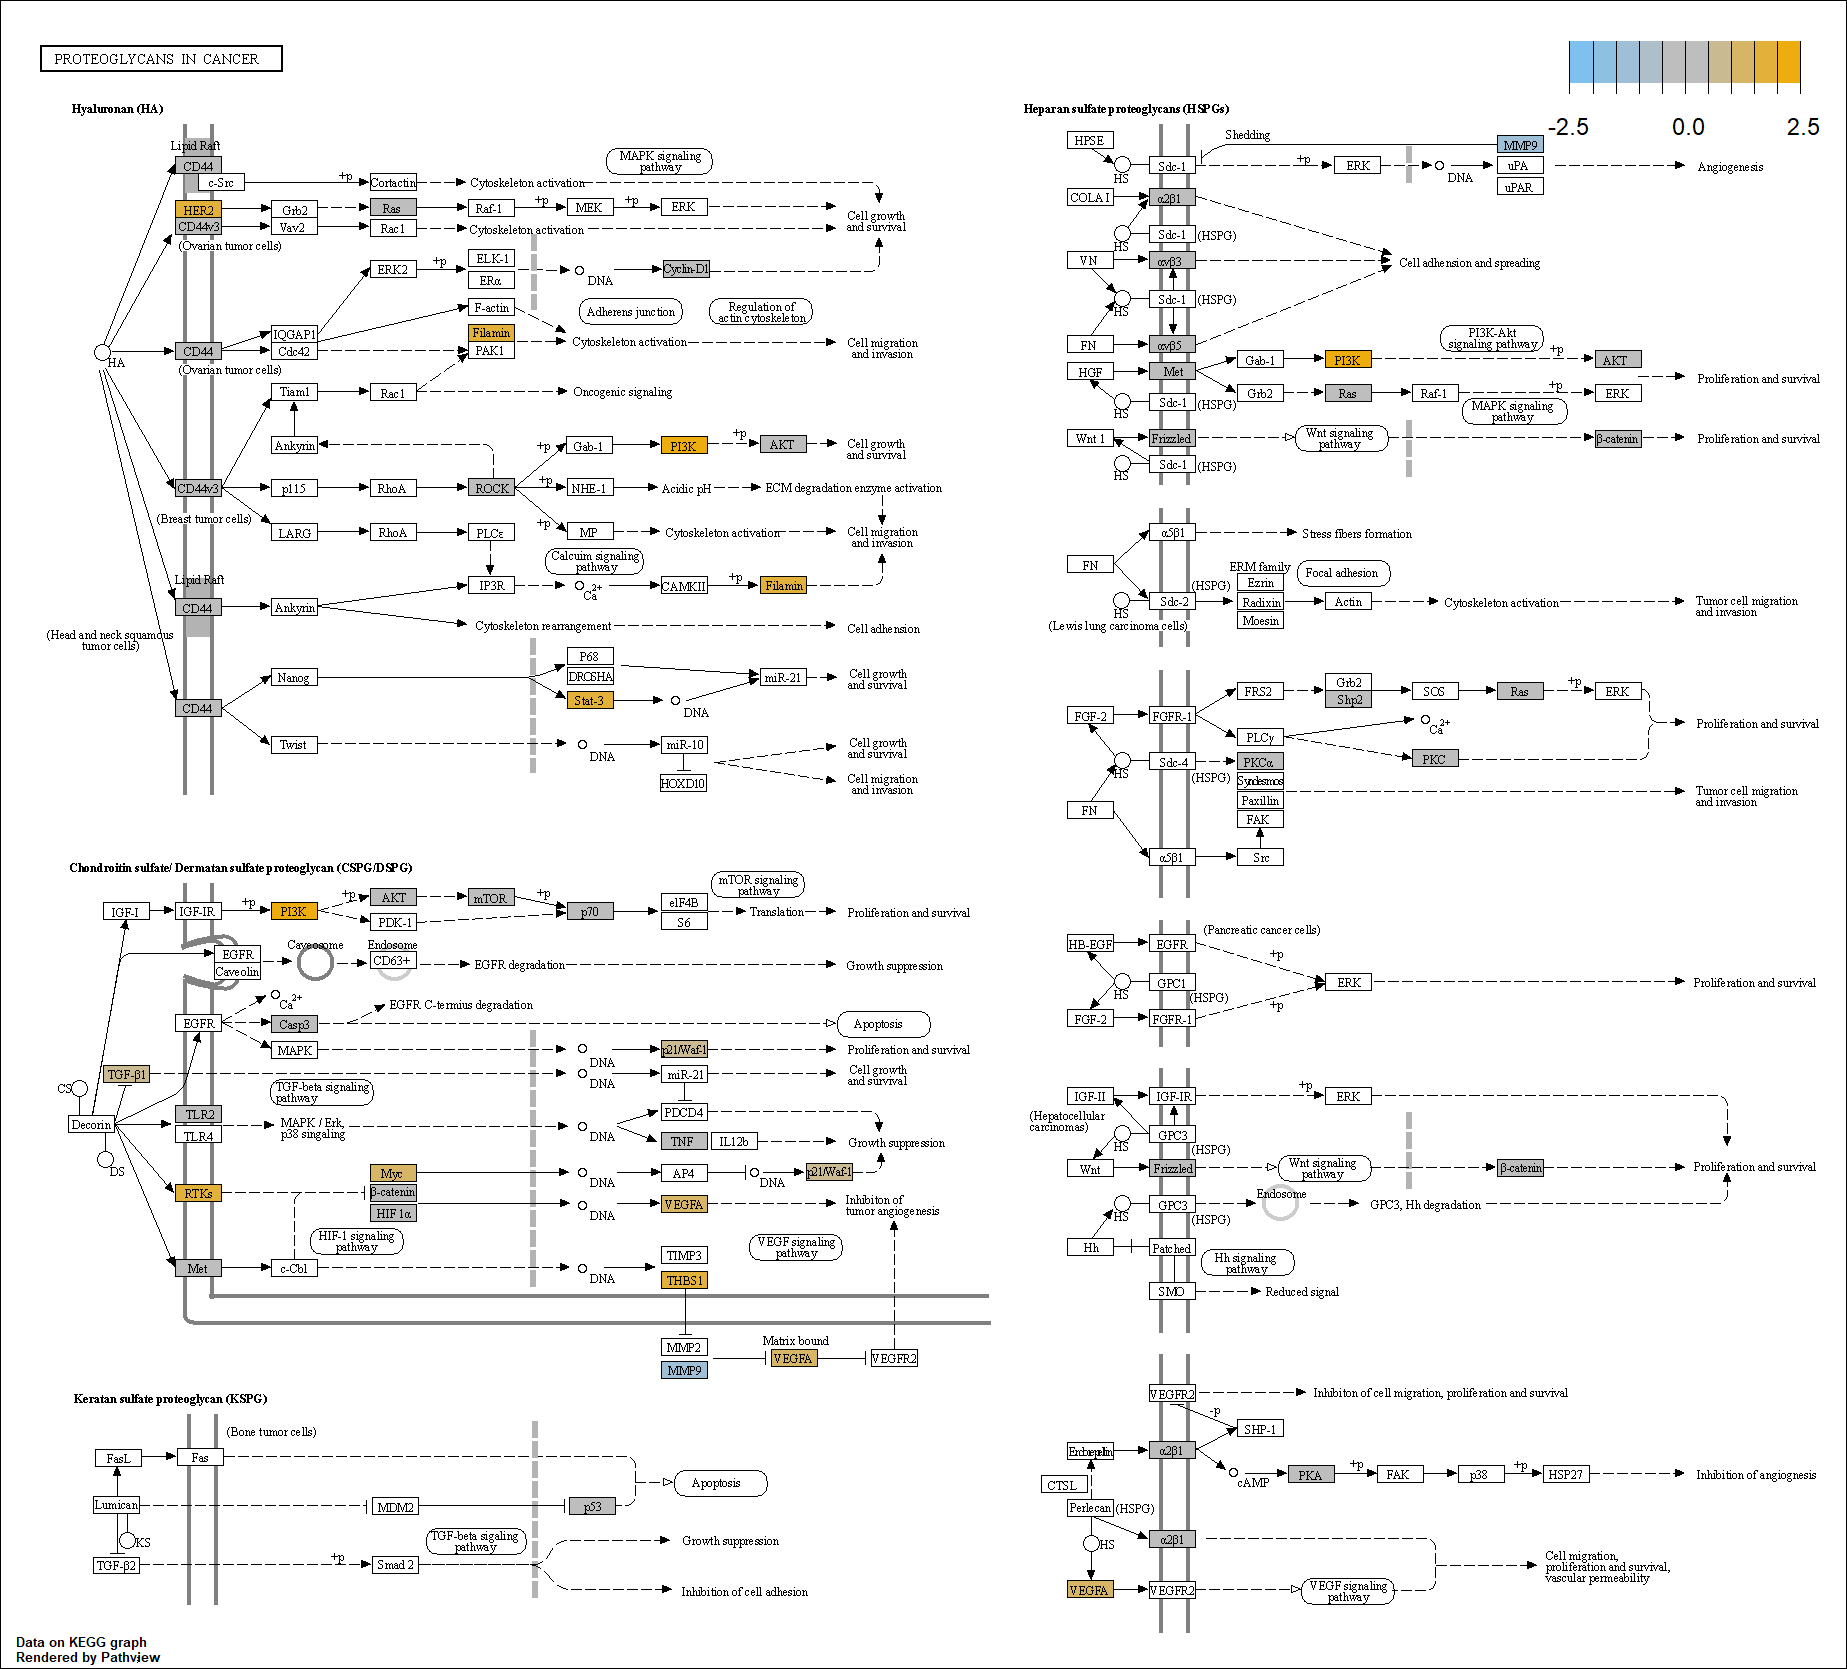 PROTEOGLYCANS IN CANCER
-2.5 0.0 2.5
Hyaluronan (HA)
Lipid Raft
CD44
c-Src
+p
Cortactin
Cytoskeleton activation
MAPK signaling
pathway
HER2
Grb2
Ras
Raf-1
+p
MEK
+p
ERK
Cell growth
and survival
CD44v3
Vav2
Rac1
Cytoskeleton activation
(Ovarian tumor cells)
ERK2
+p
ELK-1
ERα
DNA
Cyclin-D1
F-actin
Adherens junction
Regulation of
actin cytoskeleton
HA
CD44
IQGAP1
Cdc42
Filamin
PAK1
Cytoskeleton activation
Cell migration
and invasion
(Ovarian tumor cells)
Tiam1
Rac1
Oncogenic signaling
Ankyrin
+p
Gab-1
PI3K
+p
AKT
Cell growth
and survival
CD44v3
p115
RhoA
ROCK
+p
NHE-1
Acidic pH
ECM degradation enzyme activation
(Breast tumor cells)
LARG
RhoA
PLCε
+p
MP
Cytoskeleton activation
Cell migration
and invasion
Calcuim signaling
pathway
Lipid Raft
IP3R
Ca2+
CAMKII
+p
Filamin
CD44
Ankyrin
Cytoskeleton rearrangement
Cell adhesion
(Head and neck squamous
tumor cells)
P68
DROSHA
Nanog
Stat-3
DNA
miR-21
Cell growth
and survival
CD44
Twist
DNA
miR-10
HOXD10
Cell growth
and survival
Cell migration
and invasion
Chondroitin sulfate/ Dermatan sulfate proteoglycan (CSPG/DSPG)
IGF-I
IGF-IR
+p
PI3K
+p
AKT
PDK-1
mTOR
+p
p70
eIF4B
S6
mTOR signaling
pathway
Translation
Proliferation and survival
EGFR
Caveolin
Caveosome
Endosome
CD63+
EGFR degradation
Growth suppression
Ca2+
EGFR C-termius degradation
EGFR
Casp3
Apoptosis
MAPK
DNA
p21/Waf-1
Proliferation and survival
TGF-β1
DNA
miR-21
Cell growth
and survival
CS
TGF-beta signaling
pathway
Decorin
TLR2
TLR4
MAPK / Erk,
p38 singaling
DNA
PDCD4
TNF
IL12b
Growth suppression
DS
RTKs
Myc
β-catenin
HIF1α
DNA
AP4
DNA
p21/Waf-1
DNA
VEGFA
Inhibiton of
tumor angiogenesis
HIF-1 signaling
pathway
VEGF signaling
pathway
Met
c-Cbl
DNA
TIMP3
THBS1
MMP2
MMP9
Matrix bound
VEGFA
VEGFR2
Keratan sulfate proteoglycan (KSPG)
(Bone tumor cells)
FasL
Fas
Apoptosis
Lumican
MDM2
p53
KS
TGF-beta sigaling
pathway
Growth suppression
TGF-β2
+p
Smad 2
Inhibition of cell adhesion
Heparan sulfate proteoglycans (HSPGs)
HPSE
Shedding
MMP9
HS
Sdc-1
+p
ERK
DNA
uPA
uPAR
Angiogenesis
COLA I
α2β1
HS
Sdc-1
(HSPG)
VN
αvβ3
Cell adhension and spreading
HS
Sdc-1
(HSPG)
FN
αvβ5
PI3K-Akt
signaling pathway
HGF
Met
Gab-1
PI3K
+p
AKT
Proliferation and survival
HS
Sdc-1
(HSPG)
Grb2
Ras
Raf-1
+p
ERK
MAPK signaling
pathway
Wnt 1
Frizzled
Wnt signaling
pathway
β-catenin
Proliferation and survival
HS
Sdc-1
(HSPG)
α5β1
Stress fibers formation
FN
ERM family
Focal adhesion
(HSPG)
Ezrin
Radixin
Moesin
HS
Sdc-2
Actin
Cytoskeleton activation
Tumor cell migration
and invasion
(Lewis lung carcinoma cells)
FRS2
Grb2
Shp2
SOS
Ras
+p
ERK
FGF-2
FGFR-1
PLCγ
Ca2+
Proliferation and survival
HS
Sdc-4
(HSPG)
PKCα
PKC
Syndesmos
Paxillin
FAK
Tumor cell migration
and invasion
FN
α5β1
Src
HB-EGF
EGFR
(Pancreatic cancer cells)
+p
HS
GPC1
(HSPG)
ERK
Proliferation and survival
FGF-2
FGFR-1
+p
IGF-II
IGF-IR
+p
ERK
(Hepatocellular
carcinomas)
HS
GPC3
(HSPG)
Wnt
Frizzled
Wnt signaling
pathway
β-catenin
Proliferation and survival
HS
GPC3
(HSPG)
Endosome
GPC3, Hh degradation
Hh
Patched
Hh signaling
pathway
SMO
Reduced signal
VEGFR2
Inhibiton of cell migration, proliferation and survival
-p
SHP-1
Endorepellin
α2β1
cAMP
PKA
+p
FAK
p38
+p
HSP27
Inhibition of angiognesis
CTSL
Perlecan
(HSPG)
HS
α2β1
Cell migration,
proliferation and survival,
vascular permeability
VEGFA
VEGFR2
VEGF signaling
pathway
Data on KEGG graph
Rendered by Pathview